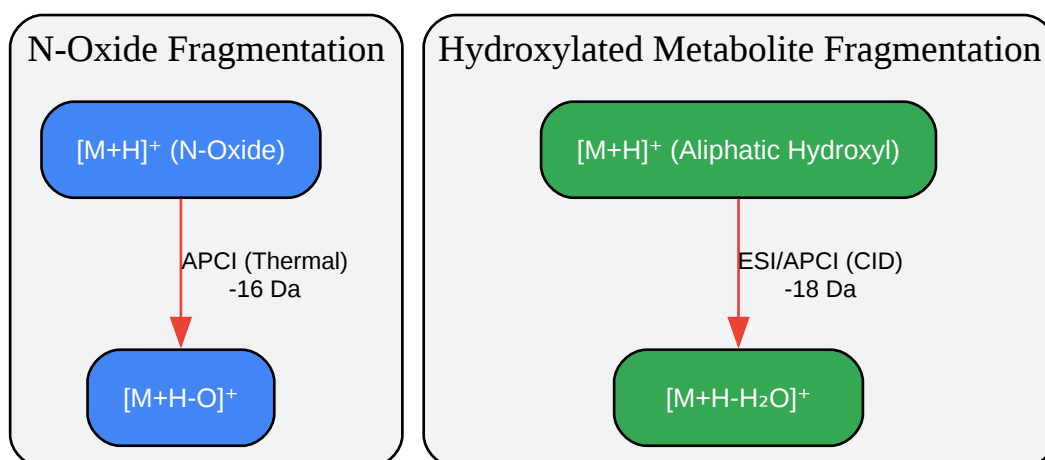 N-Oxide Fragmentation
[M+H]⁺ (N-Oxide)
APCI (Thermal)
-16 Da
[M+H-O]⁺
Hydroxylated Metabolite Fragmentation
[M+H]⁺ (Aliphatic Hydroxyl)
ESI/APCI (CID)
-18 Da
[M+H-H₂O]⁺